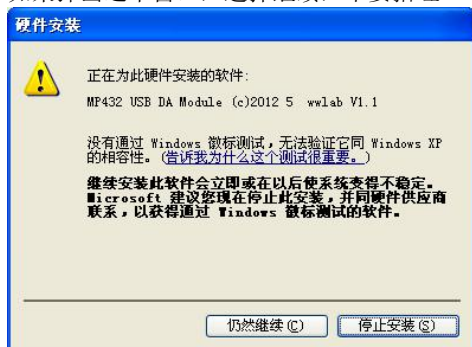 硬件安装
正在为此硬件安装的软件:
MP432 USB DA Module (c)2012 5 wwlab V1.1
没有通过 Windows 徽标测试，无法验证它同 Windows XP
的相容性。(告诉我为什么这个测试很重要。)
继续安装此软件会立即或在以后使系统变得不稳定。
Microsoft 建议您现在停止此安装，并同硬件供应商
联系，以获得通过 Windows 徽标测试的软件。
仍然继续(C)
停止安装(S)